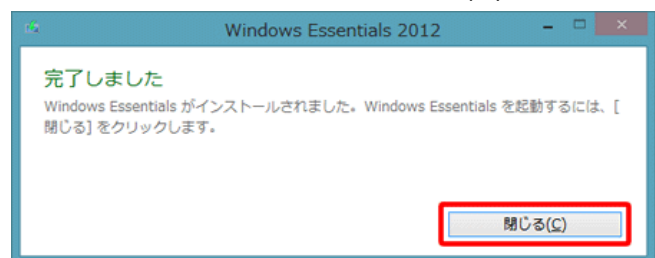 Windows Essentials 2012
完了しました
Windows Essentials がインストールされました。Windows Essentials を起動するには、[
閉じる] をクリックします。
閉じる(C)